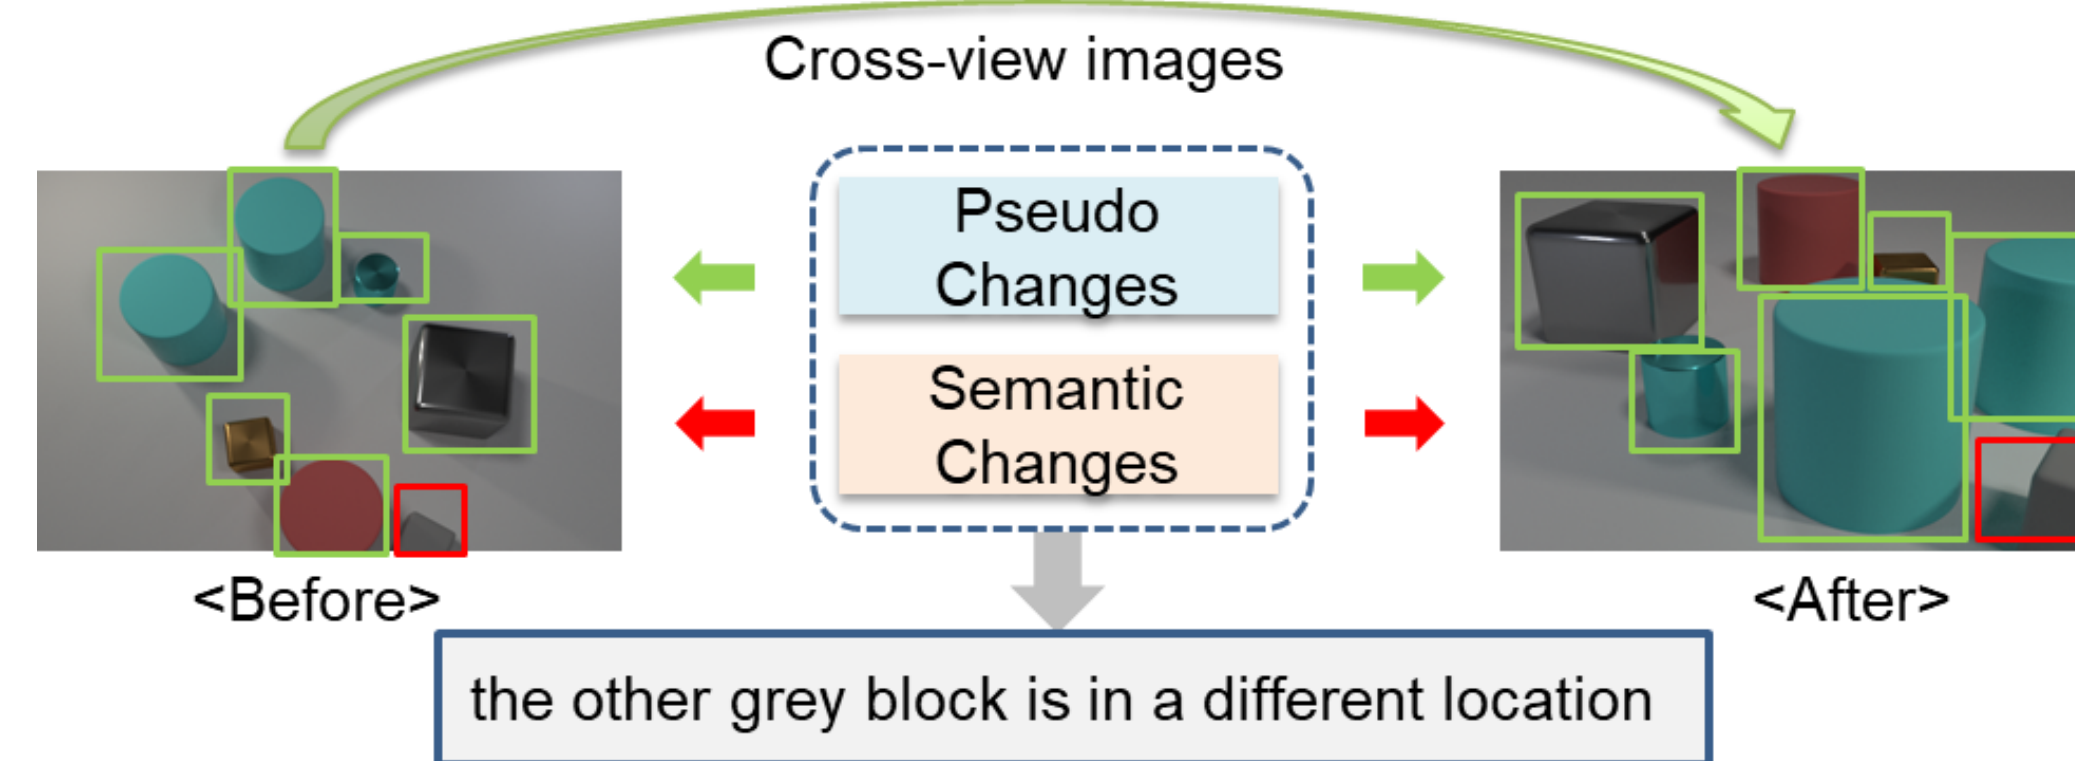 Cross-view images
Pseudo
Changes
Semantic
Changes
<Before>
<After>
the other grey block is in a different location